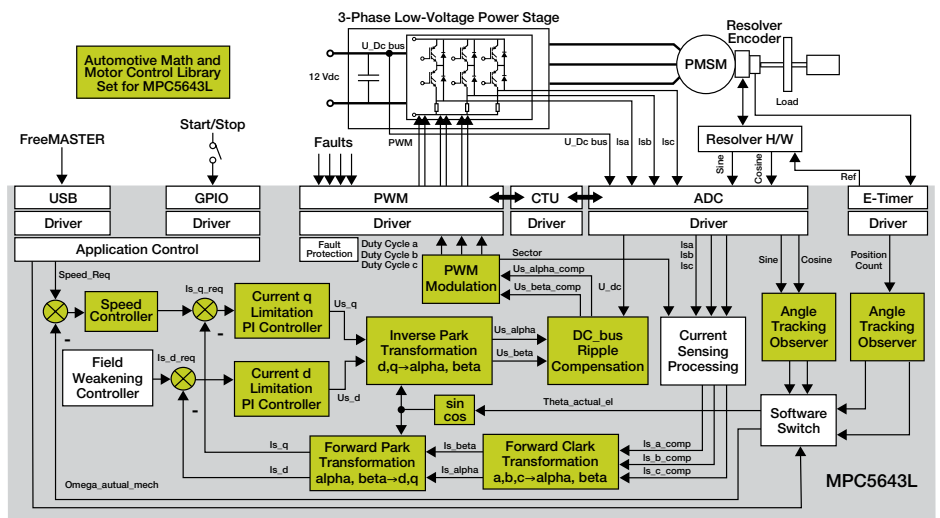 3-Phase Low-Voltage Power Stage
Automotive Math and
Motor Control Library
Set for MPC5643L
U_Dc bus
12 Vdc
PMSM
Resolver
Encoder
Load
FreeMASTER
Start/Stop
Faults
PWM
U_Dc bus
Isa
Isb
Isc
Resolver H/W
Sine
Cosine
Ref
USB
GPIO
PWM
CTU
ADC
E-Timer
Driver
Driver
Driver
Driver
Driver
Driver
Application Control
Fault
Protection
Duty Cycle a
Duty Cycle b
Duty Cycle c
Sector
Isa
Isb
Isc
Sine
Cosine
Position
Count
Speed_Req
PWM
Modulation
Us_alpha_comp
Us_beta_comp
U_dc
Is_q_req
Speed
Controller
-
-
Current q
Limitation
PI Controller
Us_q
Inverse Park
Transformation
d,q→alpha, beta
Us_alpha
Us_beta
DC_bus
Ripple
Compensation
Current
Sensing
Processing
Angle
Tracking
Observer
Angle
Tracking
Observer
Field
Weakening
Controller
Is_d_req
-
Current d
Limitation
PI Controller
Us_d
sin
cos
Theta_actual_el
Software
Switch
Is_q
Is_d
Forward Park
Transformation
alpha, beta→d,q
Is_beta
Is_alpha
Forward Clark
Transformation
a,b,c→alpha, beta
Is_a_comp
Is_b_comp
Is_c_comp
Omega_autual_mech
MPC5643L